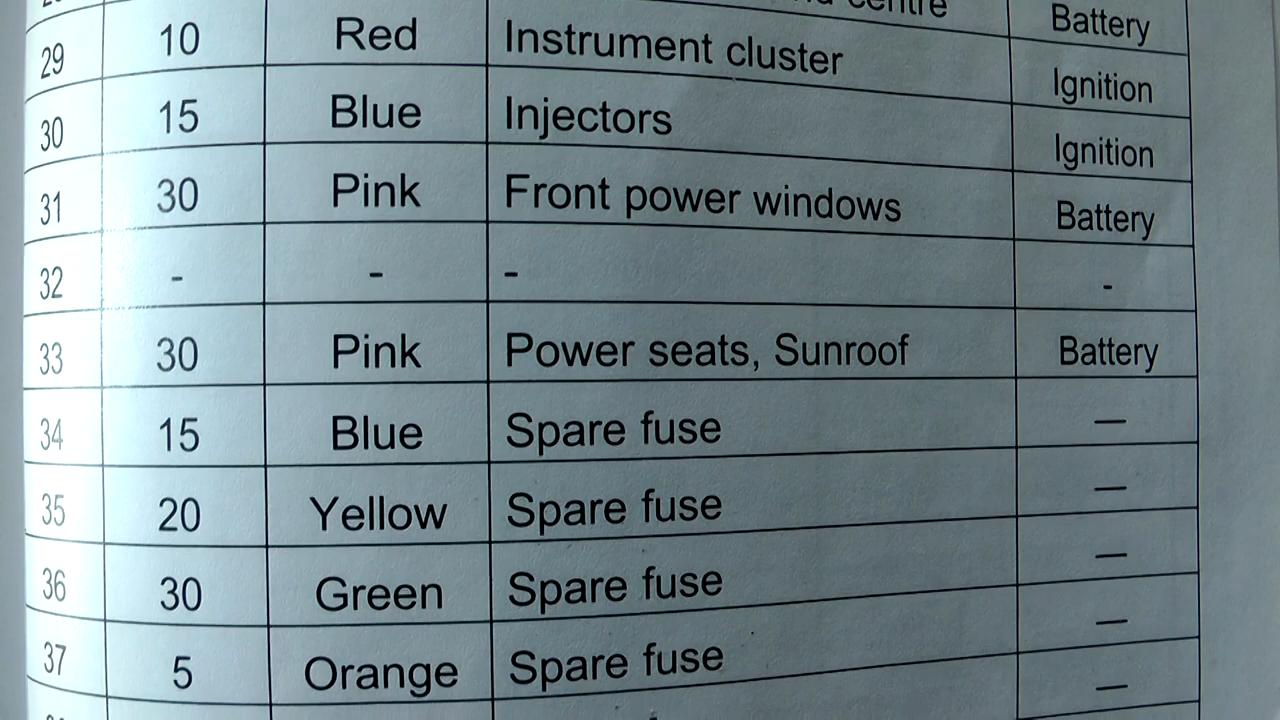 centre Battery
29 10 Red Instrument cluster Ignition
30 15 Blue Injectors Ignition
31 30 Pink Front power windows Battery
32 - - - -
33 30 Pink Power seats, Sunroof Battery
34 15 Blue Spare fuse —
35 20 Yellow Spare fuse —
36 30 Green Spare fuse —
37 5 Orange Spare fuse —
—